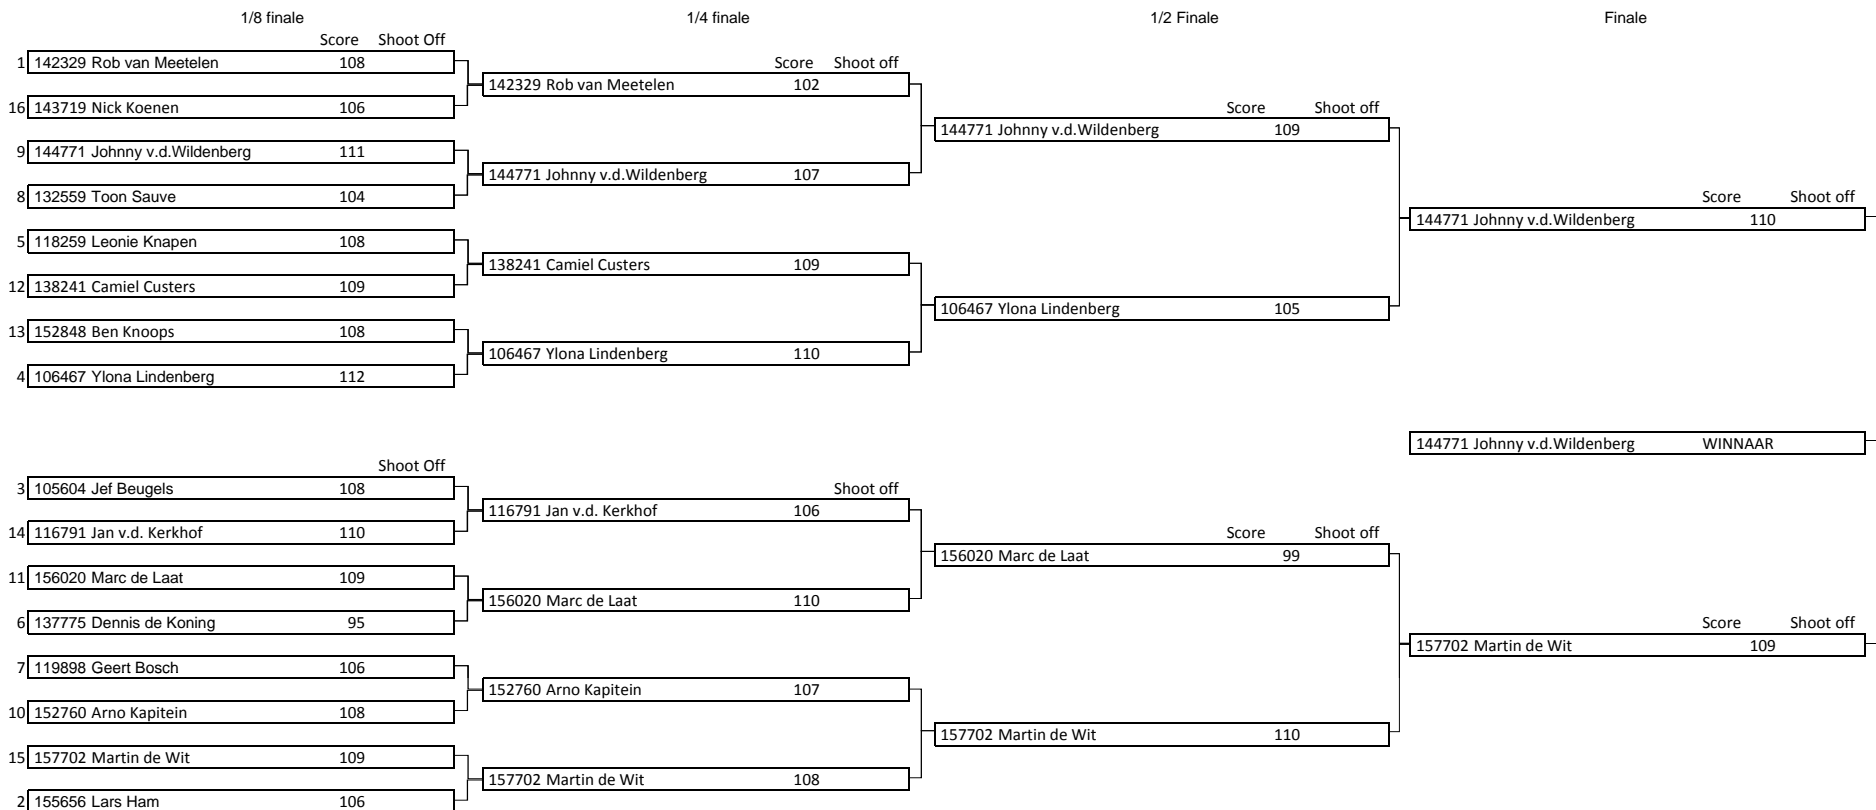 1/8 finale 1/4 finale 1/2 Finale Finale
Score Shoot Off
1 142329 Rob van Meetelen 108
Score Shoot off
142329 Rob van Meetelen 102
16 143719 Nick Koenen 106
Score Shoot off
144771 Johnny v.d.Wildenberg 109
9 144771 Johnny v.d.Wildenberg 111
144771 Johnny v.d.Wildenberg 107
8 132559 Toon Sauve 104
Score Shoot off
144771 Johnny v.d.Wildenberg 110
5 118259 Leonie Knapen 108
138241 Camiel Custers 109
12 138241 Camiel Custers 109
106467 Ylona Lindenberg 105
13 152848 Ben Knoops 108
106467 Ylona Lindenberg 110
4 106467 Ylona Lindenberg 112
144771 Johnny v.d.Wildenberg WINNAAR
Shoot Off
3 105604 Jef Beugels 108
Shoot off
116791 Jan v.d. Kerkhof 106
14 116791 Jan v.d. Kerkhof 110
Score Shoot off
156020 Marc de Laat 99
11 156020 Marc de Laat 109
156020 Marc de Laat 110
6 137775 Dennis de Koning 95
Score Shoot off
157702 Martin de Wit 109
7 119898 Geert Bosch 106
152760 Arno Kapitein 107
10 152760 Arno Kapitein 108
157702 Martin de Wit 110
15 157702 Martin de Wit 109
157702 Martin de Wit 108
2 155656 Lars Ham 106